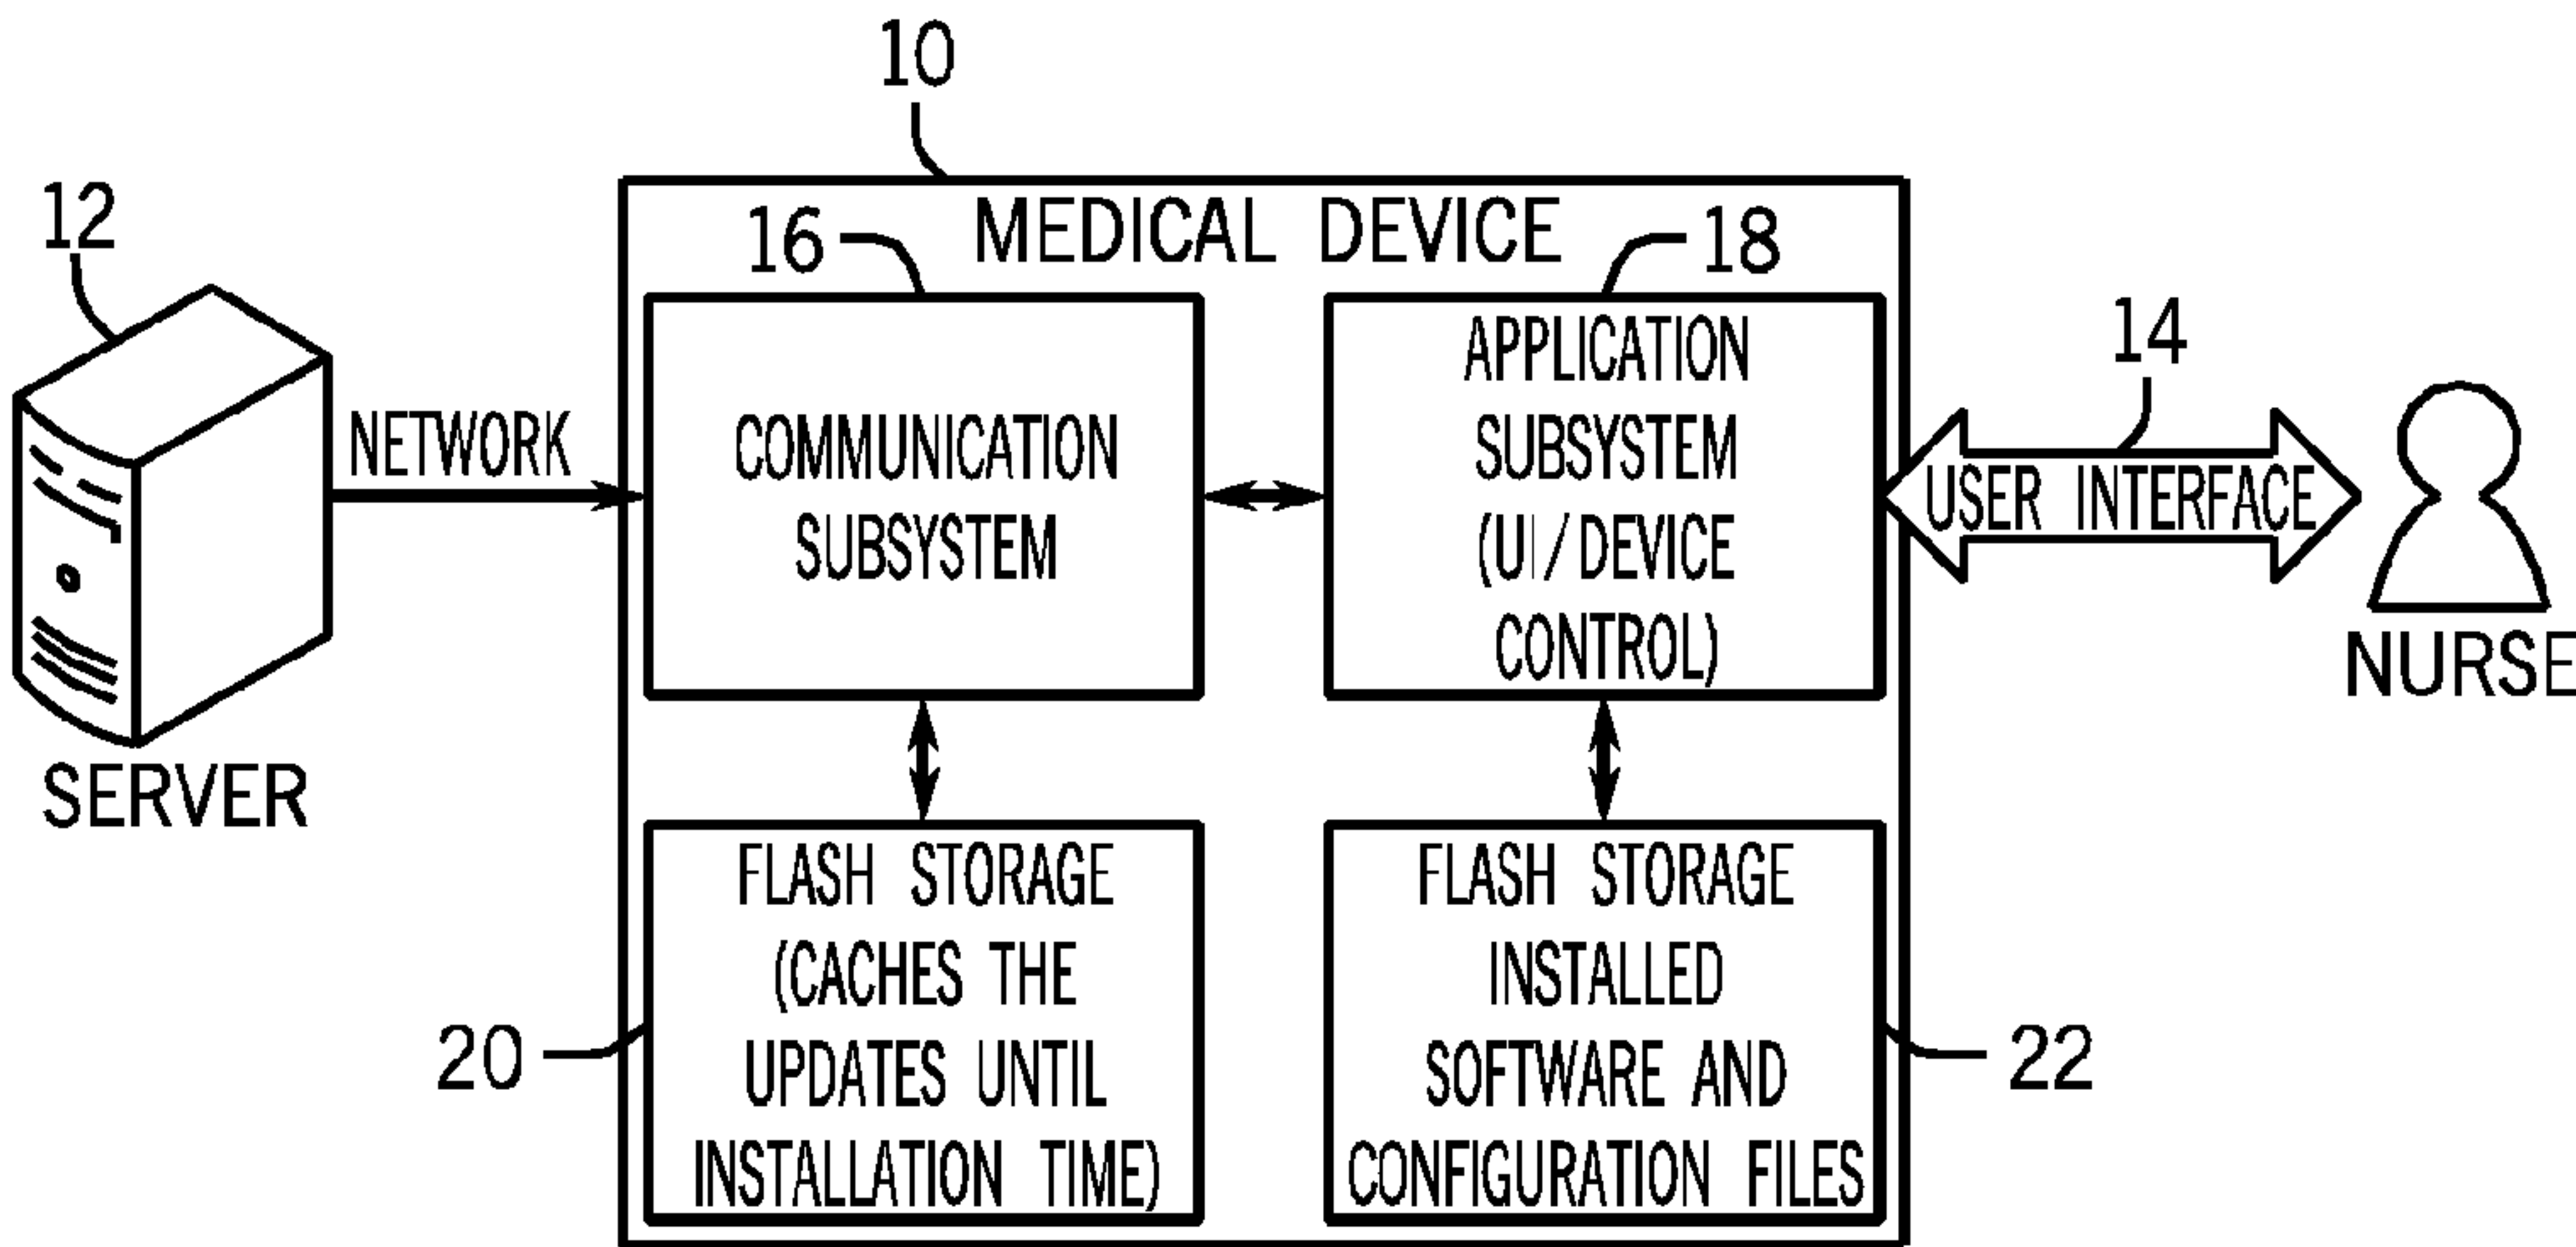 10
12
MEDICAL DEVICE
16
18
14
NETWORK
COMMUNICATION
SUBSYSTEM
APPLICATION
SUBSYSTEM
(UI/DEVICE
CONTROL)
USER INTERFACE
NURSE
SERVER
FLASH STORAGE
(CACHES THE
UPDATES UNTIL
INSTALLATION TIME)
20
FLASH STORAGE
INSTALLED
SOFTWARE AND
CONFIGURATION FILES
22